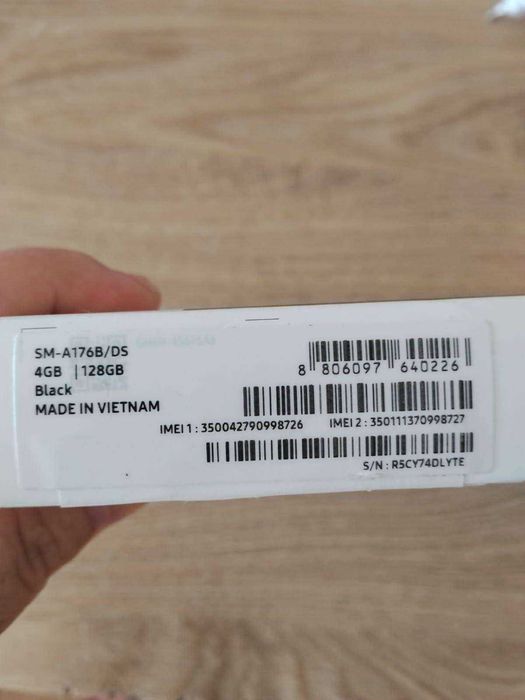 SM-A176B/DS
4GB | 128GB
Black
MADE IN VIETNAM
8 806097 640226
IMEI 1 : 350042790998726 IMEI 2 : 350111370998727
S/N : R5CY74DLYTE